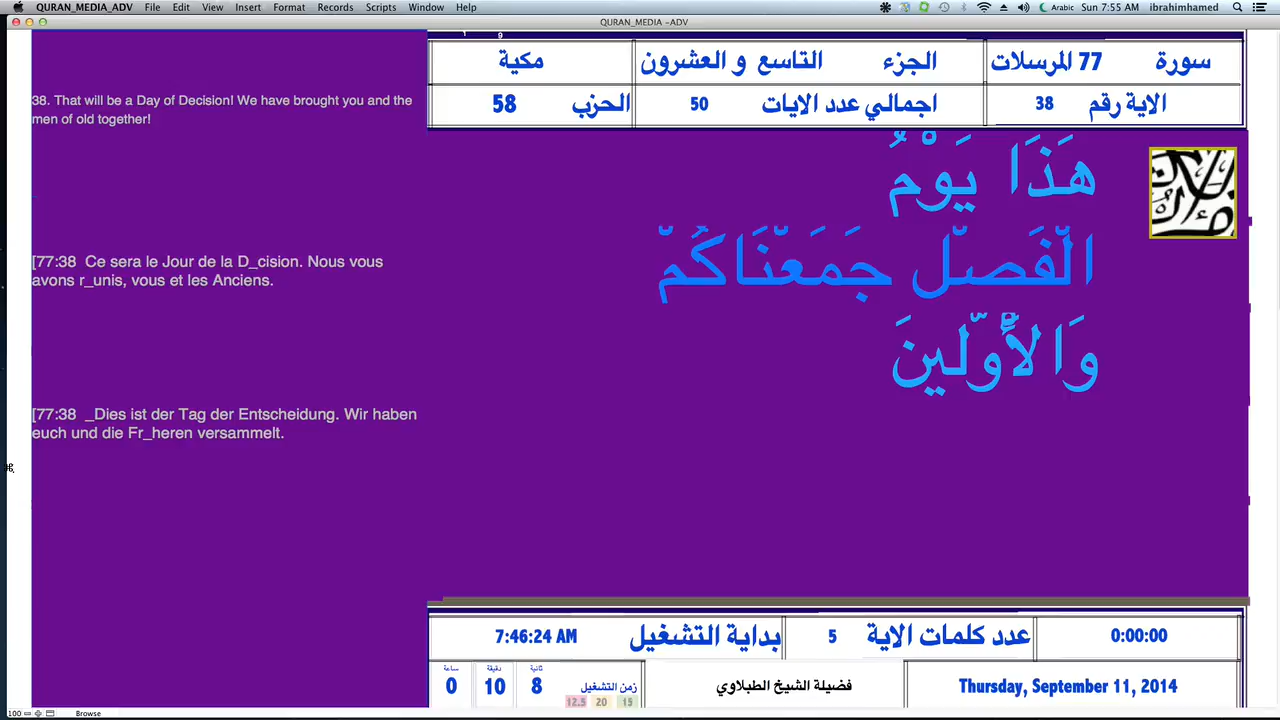 QURAN_MEDIA_ADV File Edit View Insert Format Records Scripts Window Help Arabic Sun 7:55 AM ibrahimhamed
QURAN_MEDIA -ADV
1 9
سورة 77 المرسلات الجزء التاسع و العشرون مكية
الاية رقم 38 اجمالي عدد الايات 50 الحزب 58
38. That will be a Day of Decision! We have brought you and the
men of old together!
هَذَا يَوْمُ
الْفَصْلِ جَمَعْنَاكُمْ
وَالْأَوَّلِينَ
[77:38 Ce sera le Jour de la D_cision. Nous vous
avons r_unis, vous et les Anciens.
[77:38 _Dies ist der Tag der Entscheidung. Wir haben
euch und die Fr_heren versammelt.
0:00:00 عدد كلمات الاية 5 بداية التشغيل 7:46:24 AM
Thursday, September 11, 2014 فضيلة الشيخ الطبلاوي زمن التشغيل
ثانية دقيقة ساعة
8 10 0
12.5 20 15
100 Browse